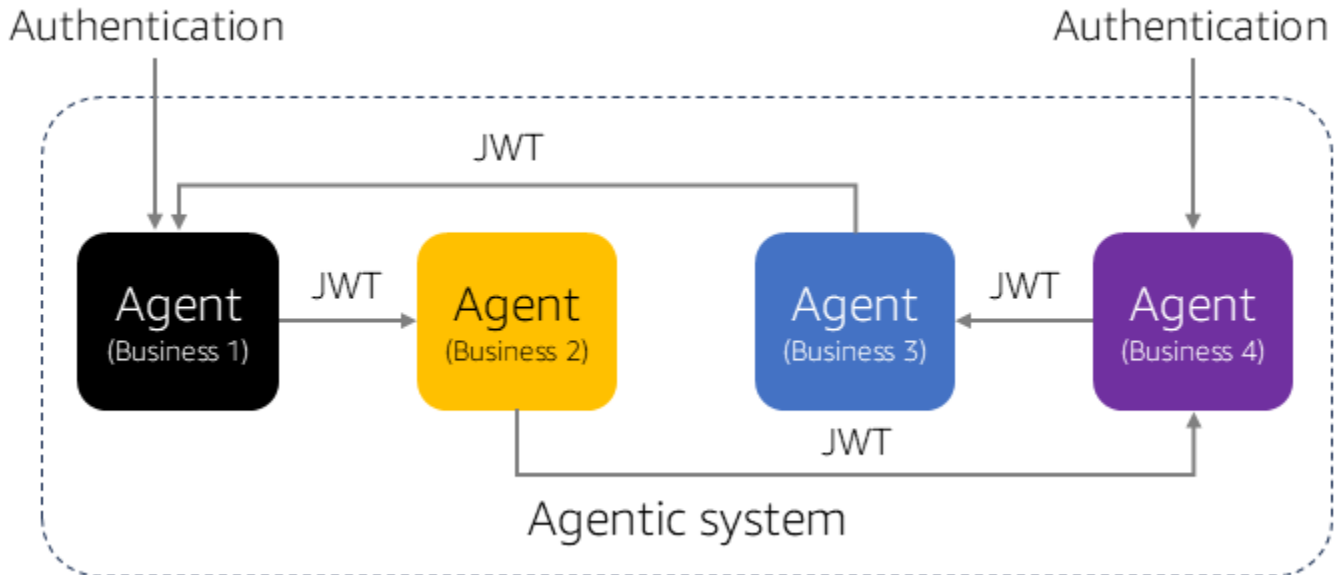 Authentication
Authentication
JWT
Agent
(Business 1)
JWT
Agent
(Business 2)
Agent
(Business 3)
JWT
Agent
(Business 4)
JWT
Agentic system